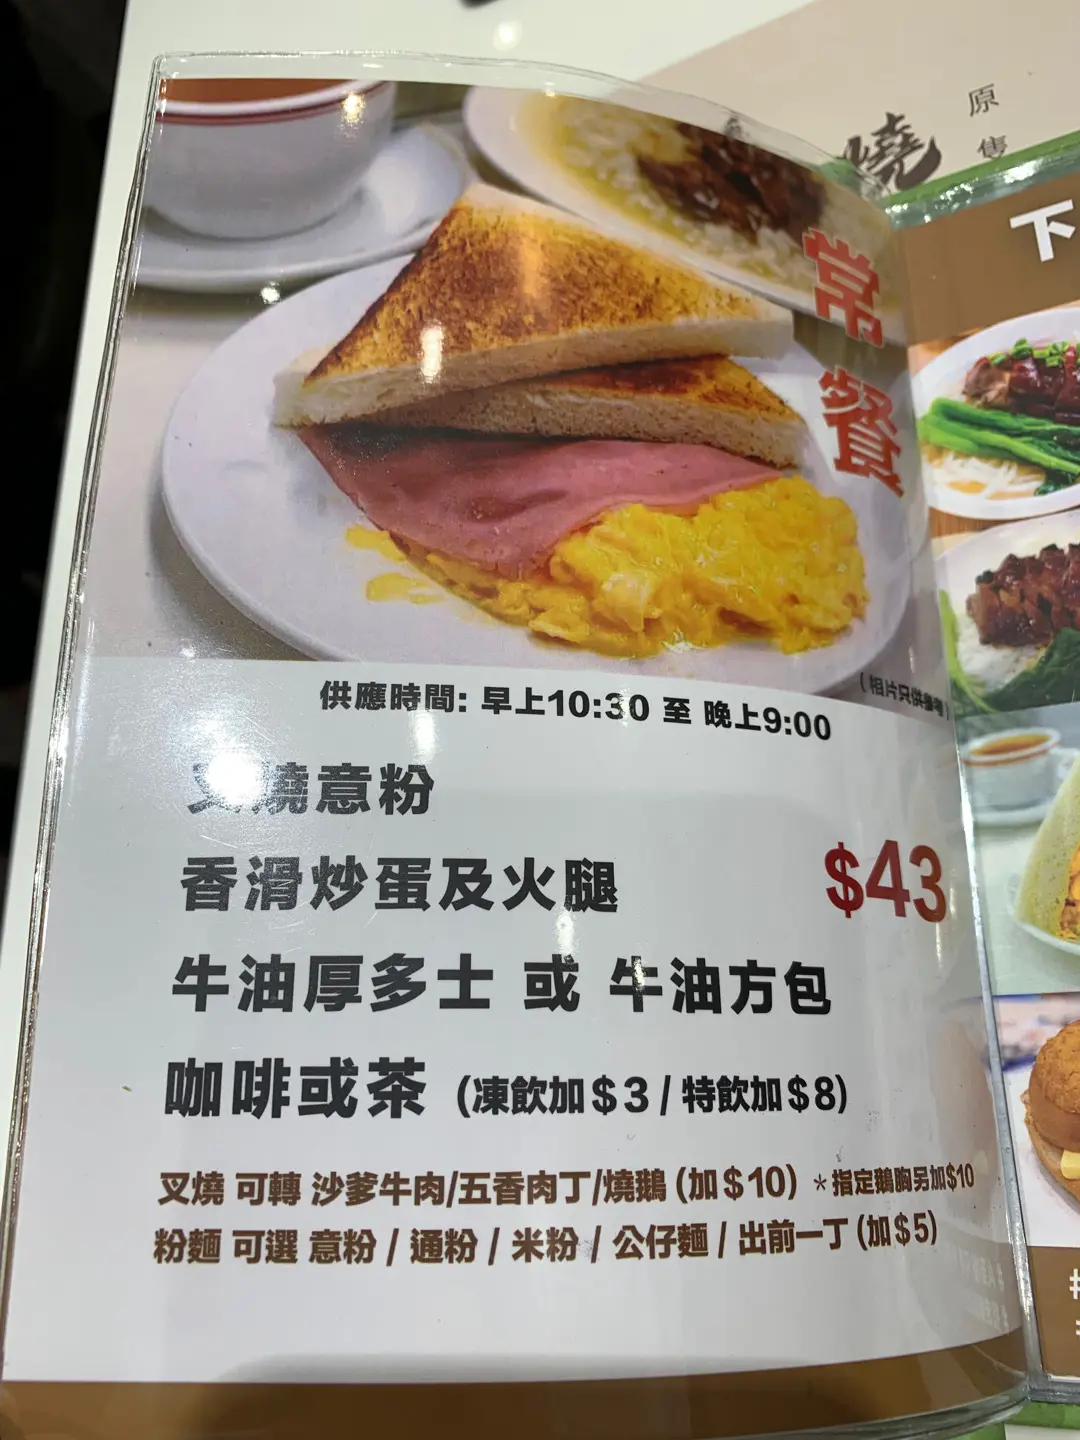 原
隻
燒
下
常
餐
(相片只供參考)
供應時間: 早上10:30 至 晚上9:00
叉燒意粉
香滑炒蛋及火腿
$43
牛油厚多士 或 牛油方包
咖啡或茶 (凍飲加$3 / 特飲加$8)
叉燒 可轉 沙爹牛肉/五香肉丁/燒鵝 (加$10) *指定鵝胸另加$10
粉麵 可選 意粉 / 通粉 / 米粉 / 公仔麵 / 出前一丁 (加$5)